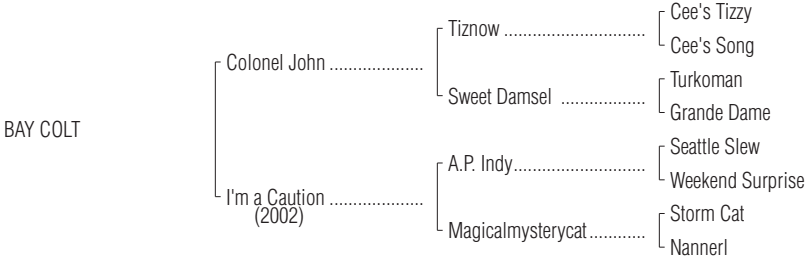 Cee's Tizzy
Tiznow ..............................
Cee's Song
Colonel John ....................
Turkoman
Sweet Damsel ..................
Grande Dame
BAY COLT
Seattle Slew
A.P. Indy............................
Weekend Surprise
I'm a Caution ....................
(2002)
Storm Cat
Magicalmysterycat............
Nannerl